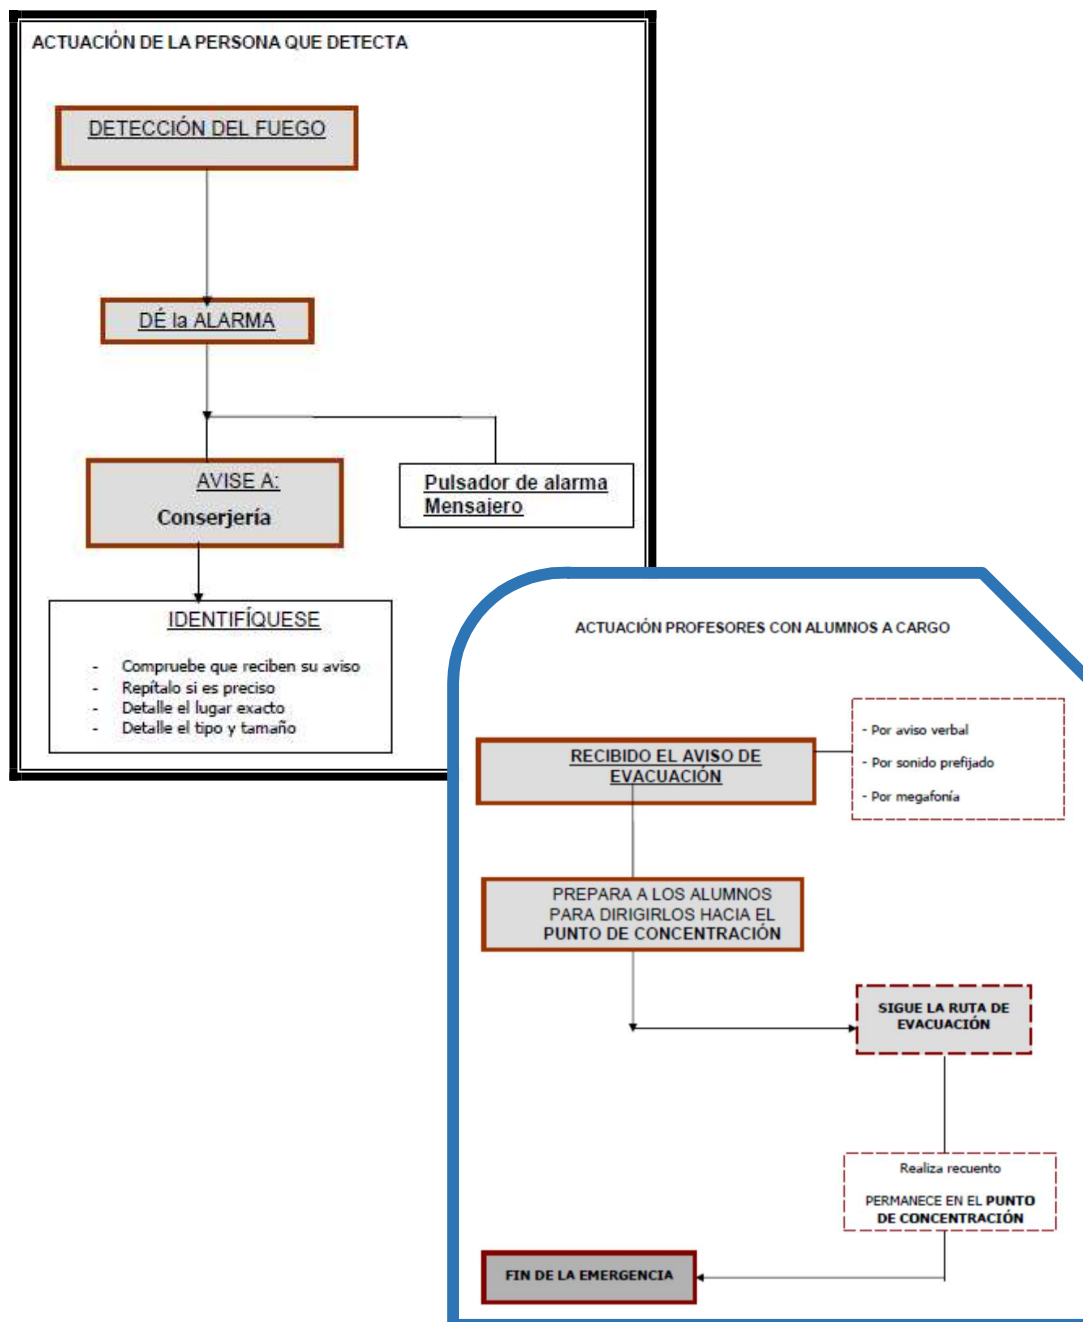 ACTUACIÓN DE LA PERSONA QUE DETECTA
DETECCIÓN DEL FUEGO
DÉ la ALARMA
AVISE A:
Conserjería
Pulsador de alarma
Mensajero
IDENTIFÍQUESE
- Compruebe que reciben su aviso
- Repítalo si es preciso
- Detalle el lugar exacto
- Detalle el tipo y tamaño
ACTUACIÓN PROFESORES CON ALUMNOS A CARGO
RECIBIDO EL AVISO DE
EVACUACIÓN
- Por aviso verbal
- Por sonido prefijado
- Por megafonía
PREPARA A LOS ALUMNOS
PARA DIRIGIRLOS HACIA EL
PUNTO DE CONCENTRACIÓN
SIGUE LA RUTA DE
EVACUACIÓN
Realiza recuento
PERMANECE EN EL PUNTO
DE CONCENTRACIÓN
FIN DE LA EMERGENCIA